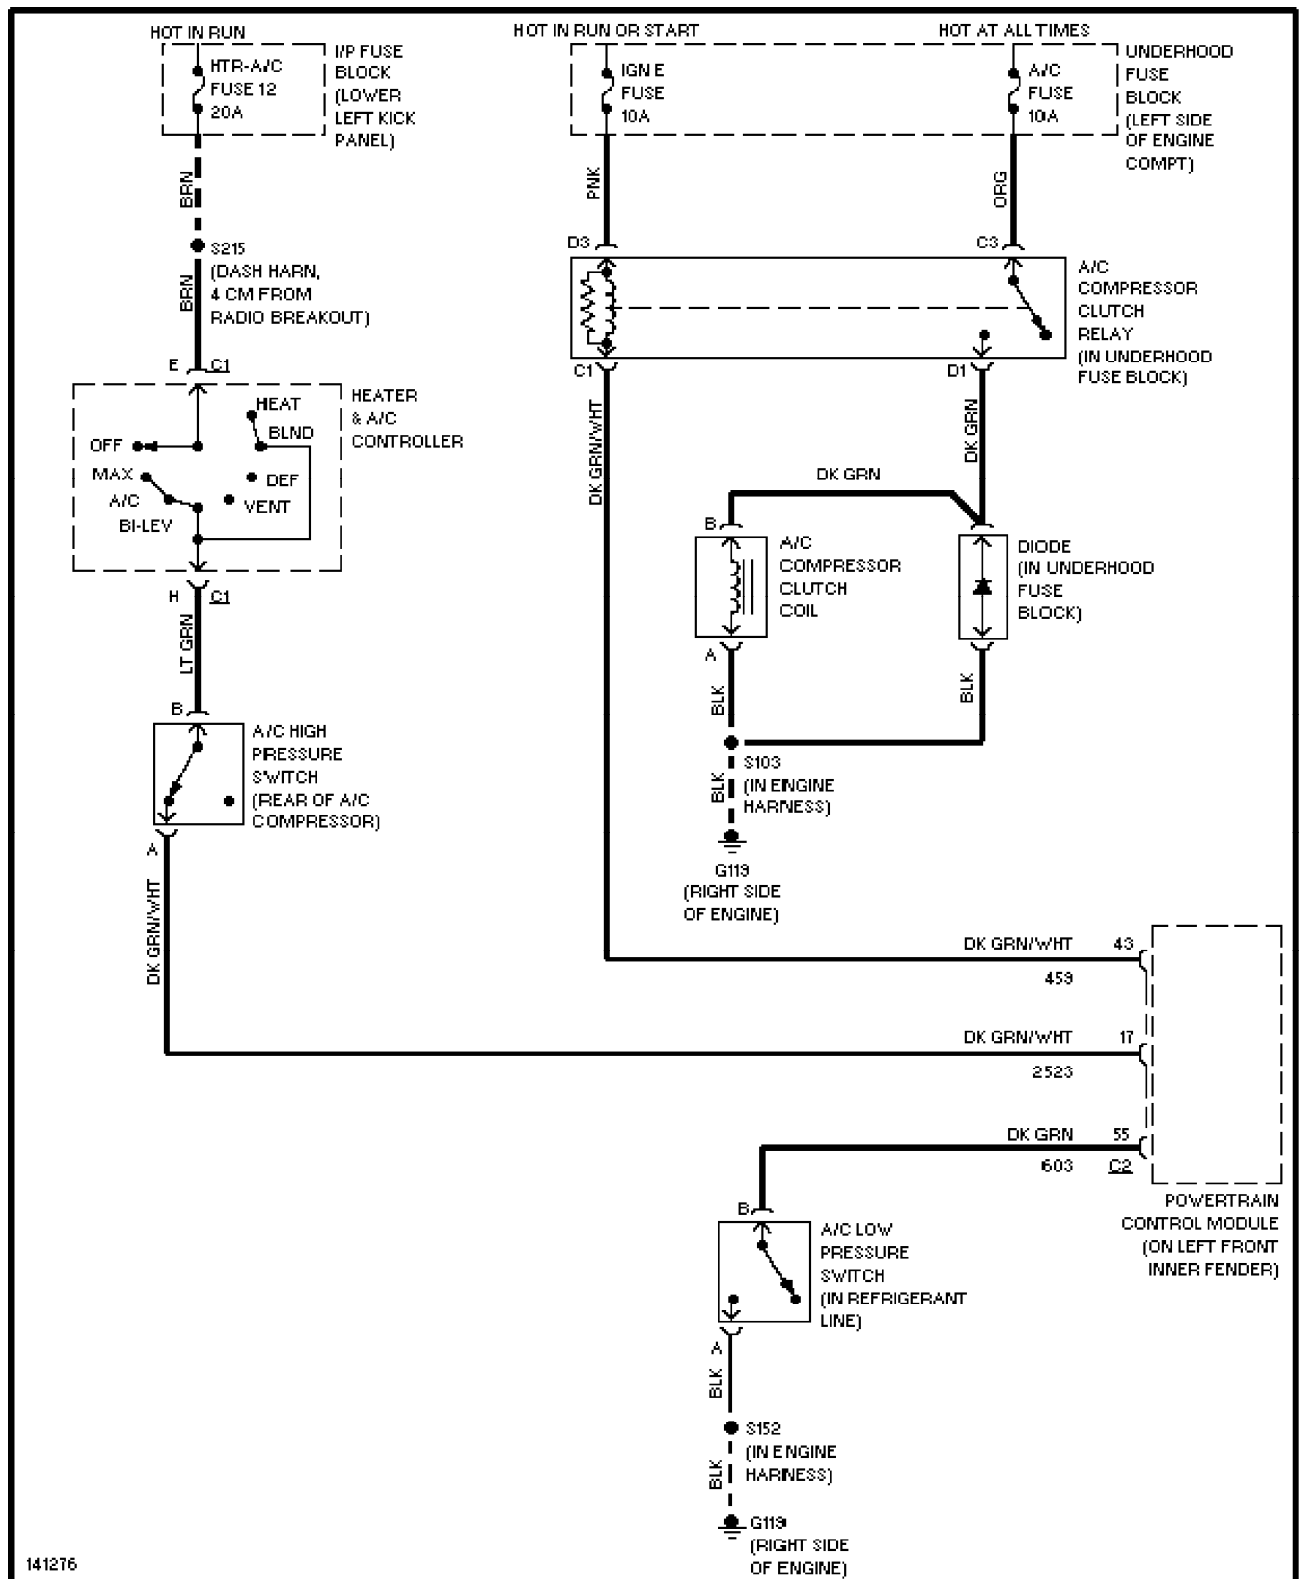 HOT IN RUN
HOT IN RUN OR START
HOT AT ALL TIMES
HTR-A/C
FUSE 12
20A
I/P FUSE
BLOCK
(LOWER
LEFT KICK
PANEL)
IGN E
FUSE
10A
A/C
FUSE
10A
UNDERHOOD
FUSE
BLOCK
(LEFT SIDE
OF ENGINE
COMPT)
BRN
PNK
ORG
S215
(DASH HARN,
4 CM FROM
RADIO BREAKOUT)
BRN
D3
C3
A/C
COMPRESSOR
CLUTCH
RELAY
(IN UNDERHOOD
FUSE BLOCK)
E C1
C1
D1
HEATER
& A/C
CONTROLLER
HEAT
BLND
OFF
MAX
DEF
A/C
VENT
BI-LEV
DK GRN/WHT
DK GRN
DK GRN
B
A/C
COMPRESSOR
CLUTCH
COIL
DIODE
(IN UNDERHOOD
FUSE
BLOCK)
H C1
LT GRN
A
BLK
BLK
B
A/C HIGH
PRESSURE
SWITCH
(REAR OF A/C
COMPRESSOR)
S103
(IN ENGINE
HARNESS)
BLK
A
G119
(RIGHT SIDE
OF ENGINE)
DK GRN/WHT
DK GRN/WHT 43
459
DK GRN/WHT 17
2523
DK GRN 55
603 C2
POWERTRAIN
CONTROL MODULE
(ON LEFT FRONT
INNER FENDER)
B
A/C LOW
PRESSURE
SWITCH
(IN REFRIGERANT
LINE)
A
BLK
S152
(IN ENGINE
HARNESS)
BLK
G119
(RIGHT SIDE
OF ENGINE)
141276